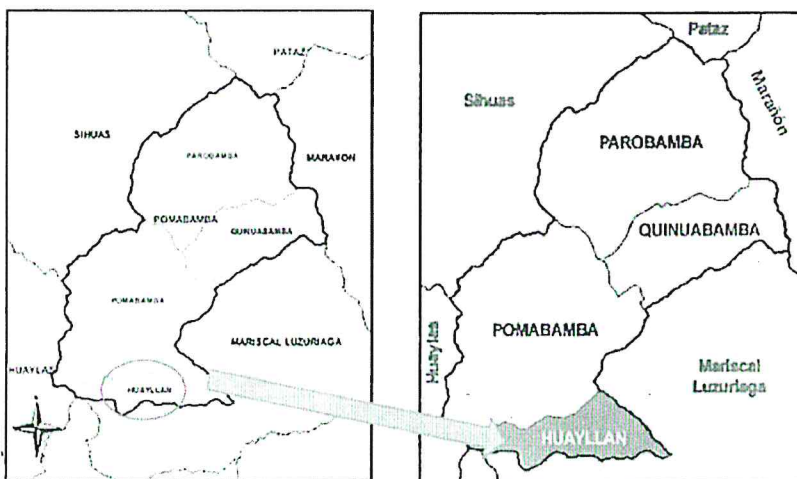 PATAZ
SIHUAS
PAROBAMBA
MARAÑON
POMABAMBA
QUINUABAMBA
POMABAMBA
MARISCAL LUZURIAGA
HUAYLAS
HUAYLLAN
Pataz
Sihuas
Marañón
PAROBAMBA
QUINUABAMBA
Huaylas
POMABAMBA
Mariscal
Luzuriaga
HUAYLLAN